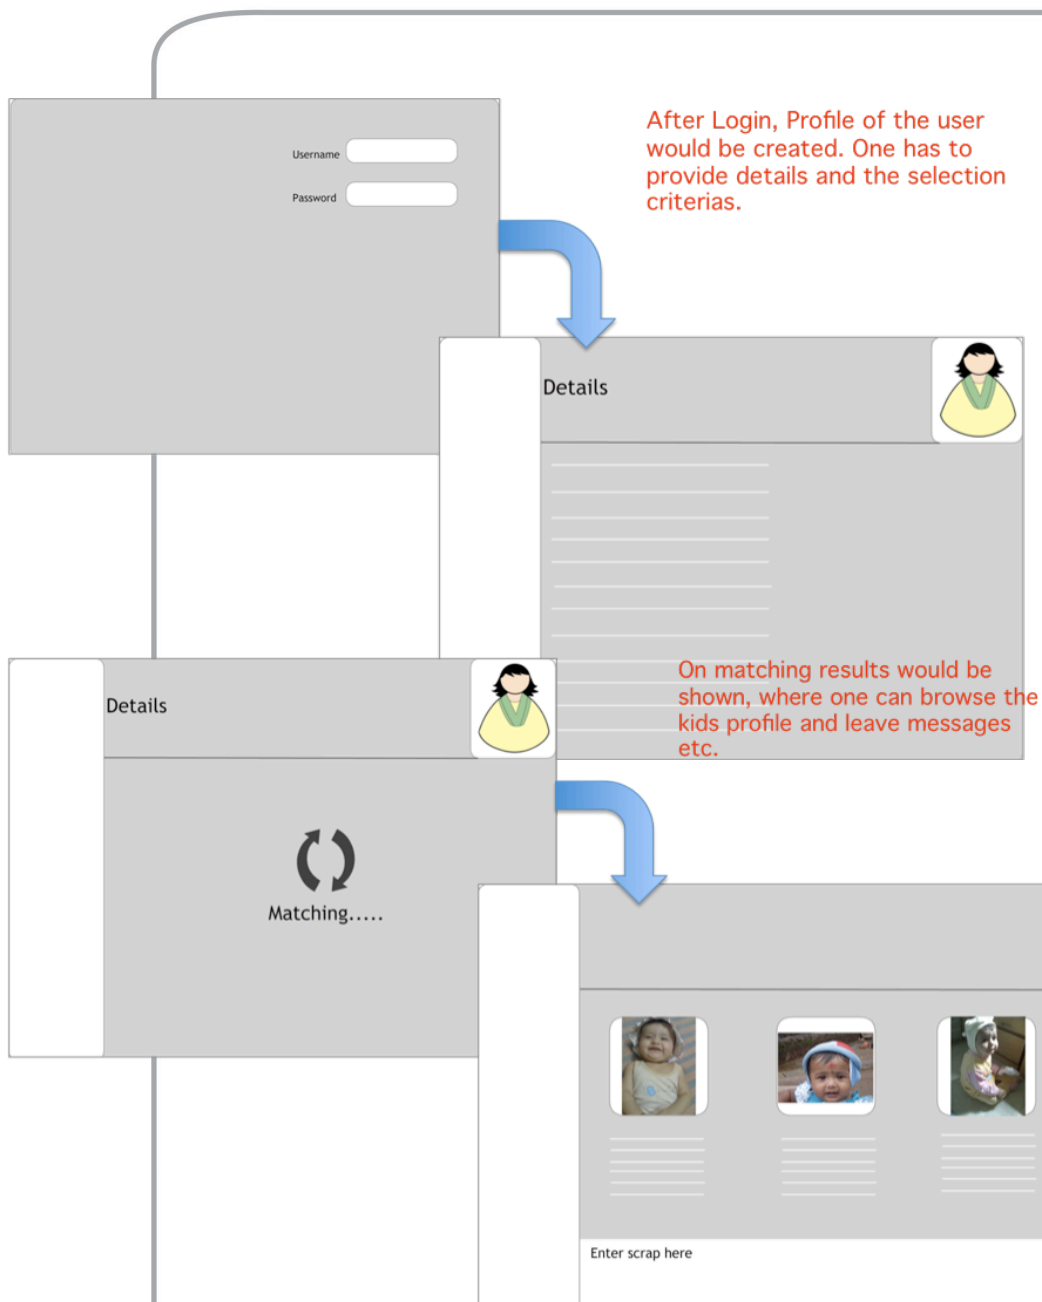 Username
Password
After Login, Profile of the user
would be created. One has to
provide details and the selection
criterias.
Details
Details
Matching.....
On matching results would be
shown, where one can browse the
kids profile and leave messages
etc.
Enter scrap here